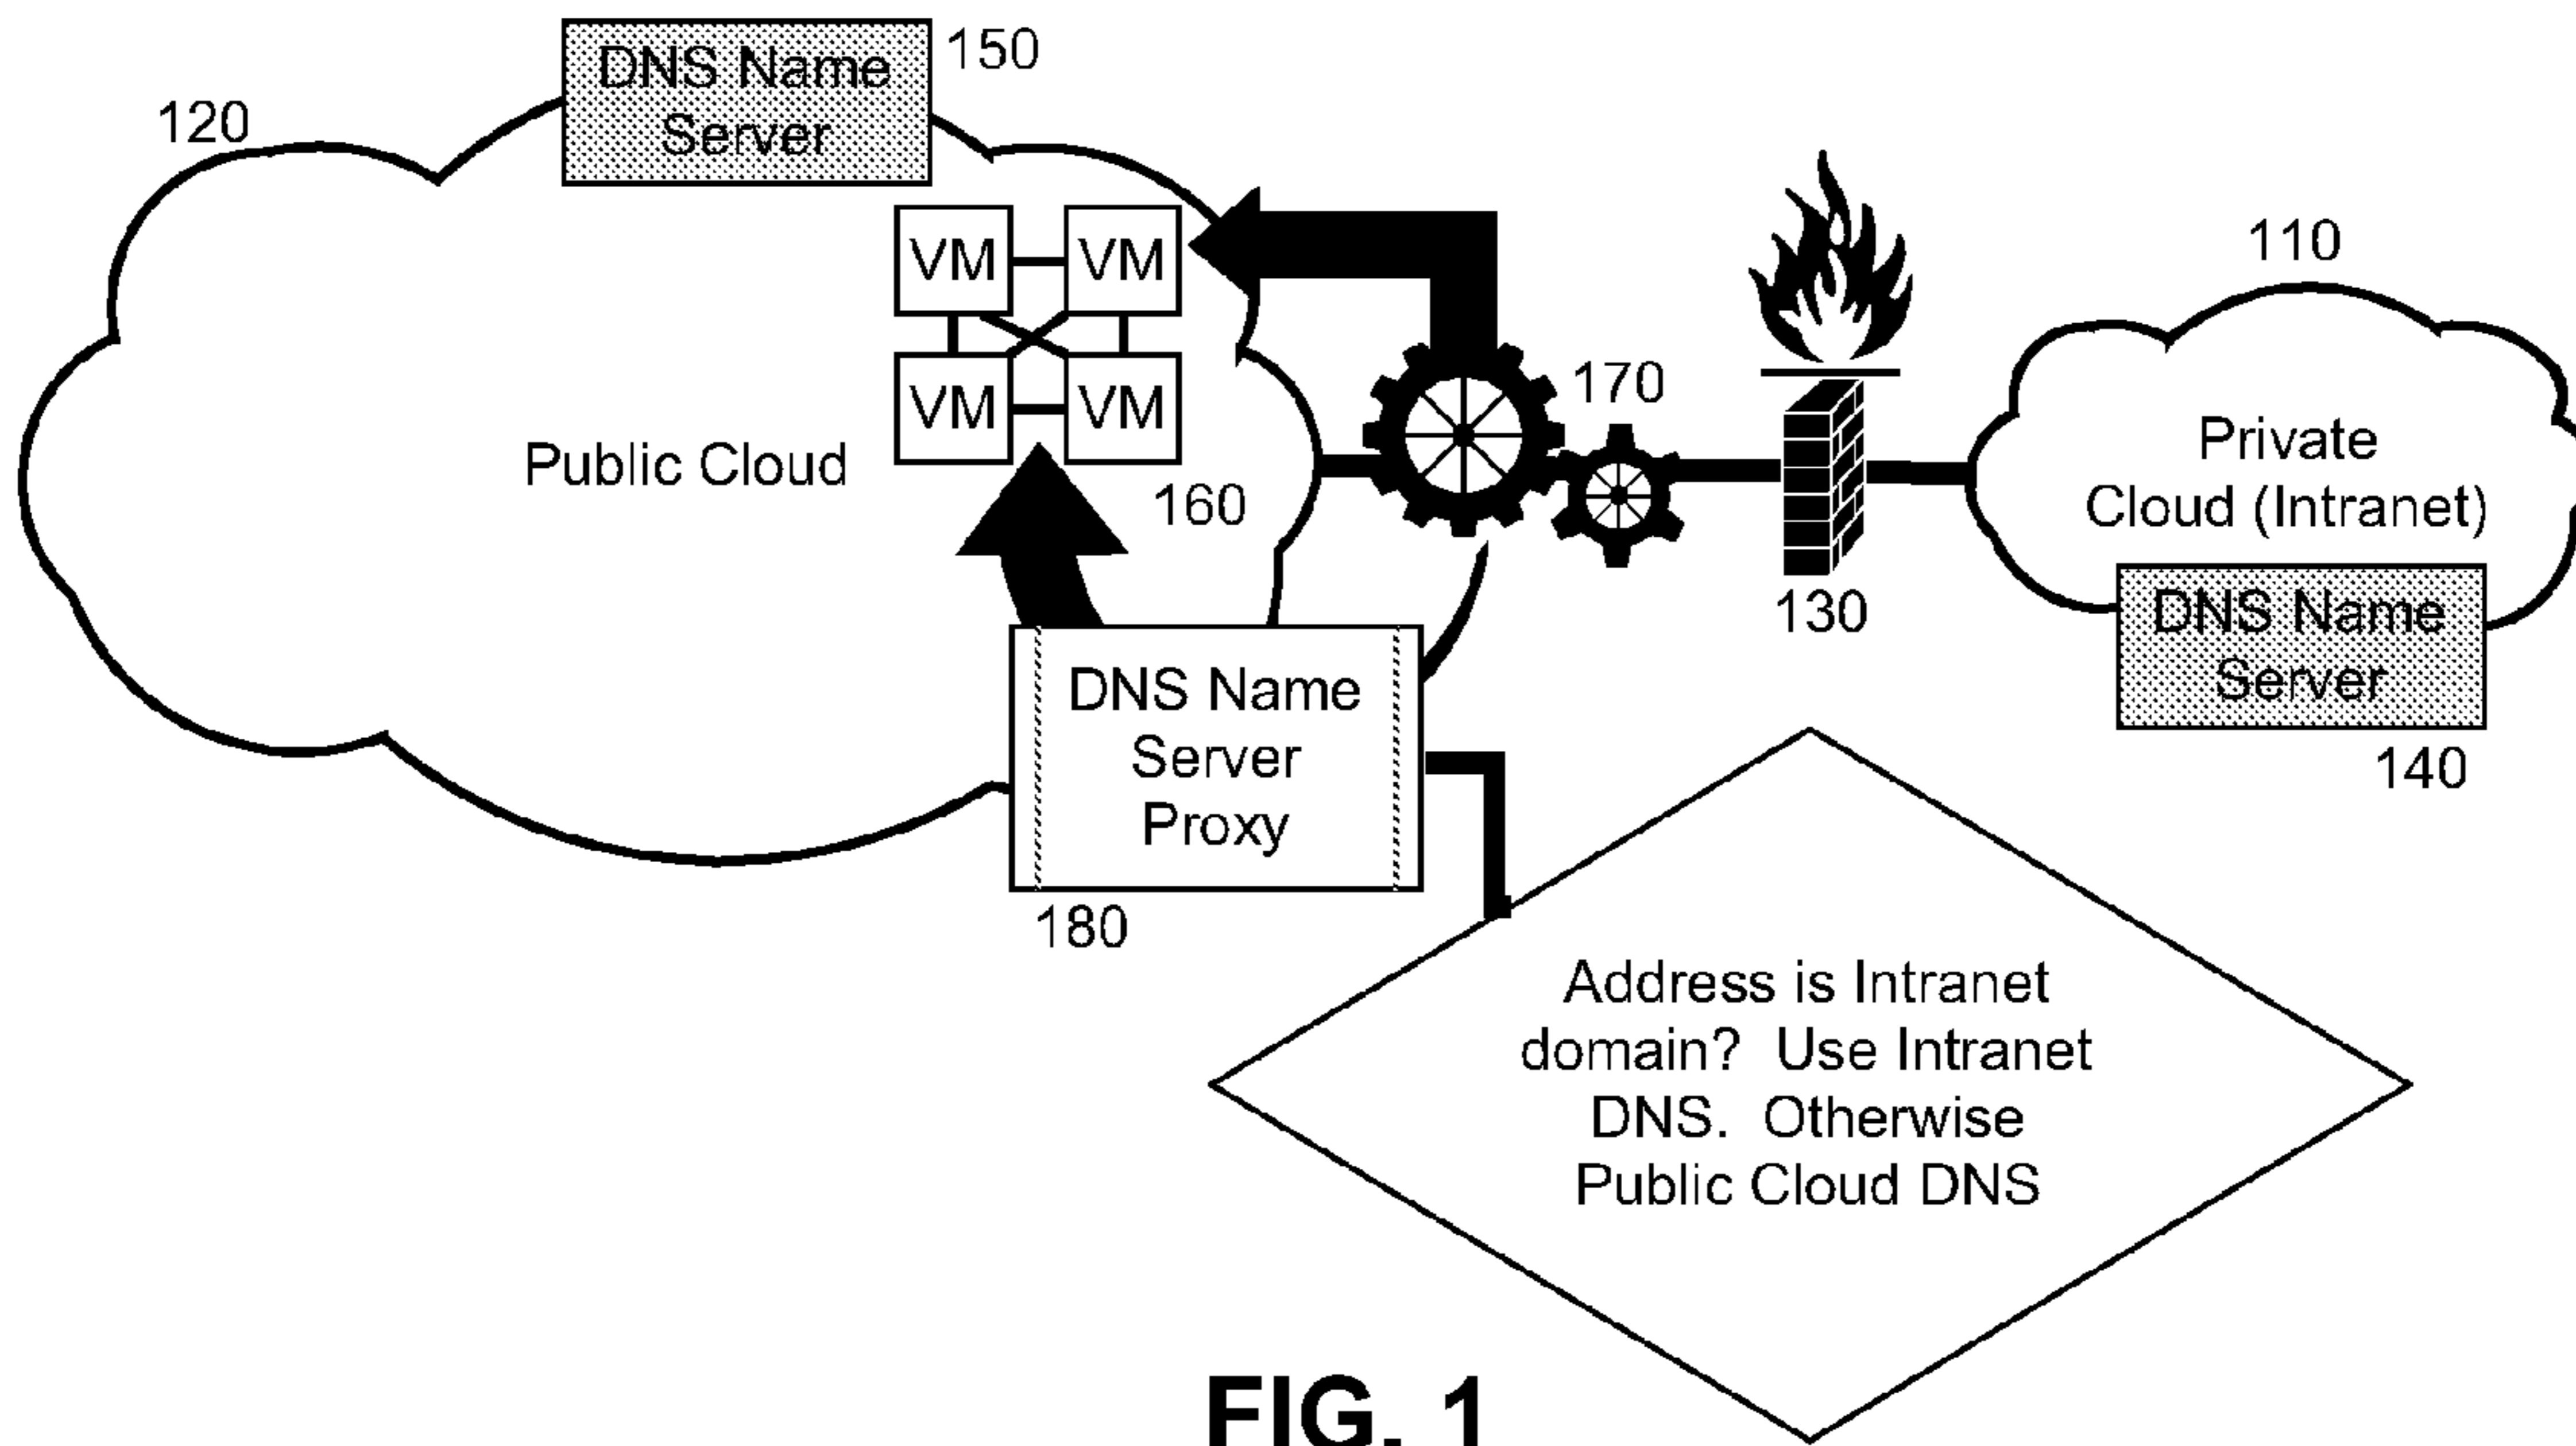 DNS Name
Server
150
120
VM VM
VM VM
Public Cloud
160
170
110
Private
Cloud (Intranet)
130
DNS Name
Server
140
DNS Name
Server
Proxy
180
Address is Intranet
domain? Use Intranet
DNS. Otherwise
Public Cloud DNS
FIG. 1